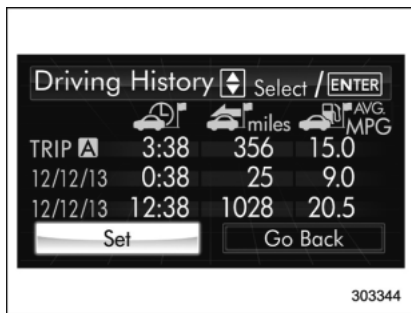 Driving History Select / ENTER
miles AVG. MPG
TRIP A 3:38 356 15.0
12/12/13 0:38 25 9.0
12/12/13 12:38 1028 20.5
Set Go Back
303344